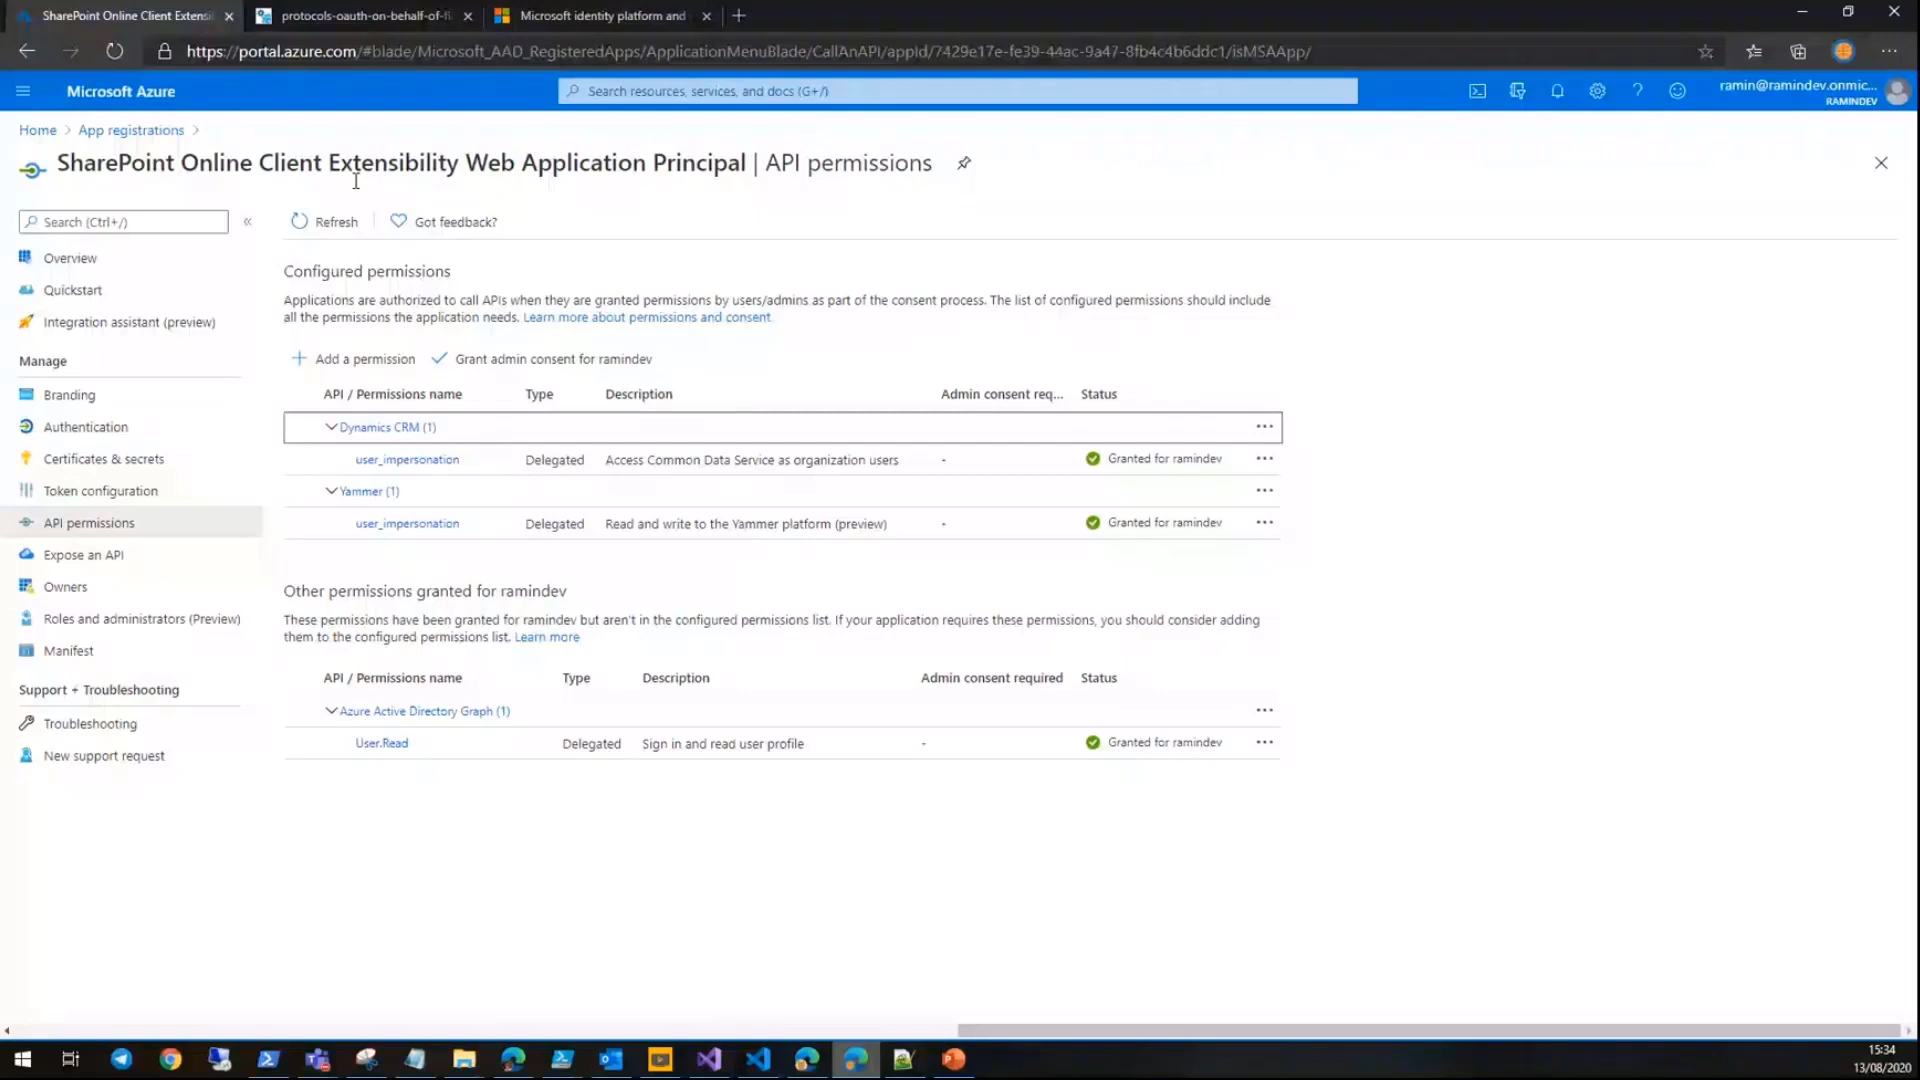 SharePoint Online Client Extensi
protocols-oauth-on-behalf-of-fl
Microsoft identity platform and
https://portal.azure.com/#blade/Microsoft_AAD_RegisteredApps/ApplicationMenuBlade/CallAnAPI/appId/7429e17e-fe39-44ac-9a47-8fb4c4b6ddc1/isMSAApp/
Microsoft Azure
Search resources, services, and docs (G+/)
ramin@ramindev.onmic...
RAMINDEV
Home > App registrations >
SharePoint Online Client Extensibility Web Application Principal | API permissions
Search (Ctrl+/)
«
Refresh
Got feedback?
Overview
Quickstart
Integration assistant (preview)
Manage
Branding
Authentication
Certificates & secrets
Token configuration
API permissions
Expose an API
Owners
Roles and administrators (Preview)
Manifest
Support + Troubleshooting
Troubleshooting
New support request
Configured permissions
Applications are authorized to call APIs when they are granted permissions by users/admins as part of the consent process. The list of configured permissions should include
all the permissions the application needs. Learn more about permissions and consent
Add a permission
Grant admin consent for ramindev
API / Permissions name Type Description Admin consent req... Status
Dynamics CRM (1) ...
user_impersonation Delegated Access Common Data Service as organization users - Granted for ramindev ...
Yammer (1) ...
user_impersonation Delegated Read and write to the Yammer platform (preview) - Granted for ramindev ...
Other permissions granted for ramindev
These permissions have been granted for ramindev but aren't in the configured permissions list. If your application requires these permissions, you should consider adding
them to the configured permissions list. Learn more
API / Permissions name Type Description Admin consent required Status
Azure Active Directory Graph (1) ...
User.Read Delegated Sign in and read user profile - Granted for ramindev ...
15:34
13/08/2020